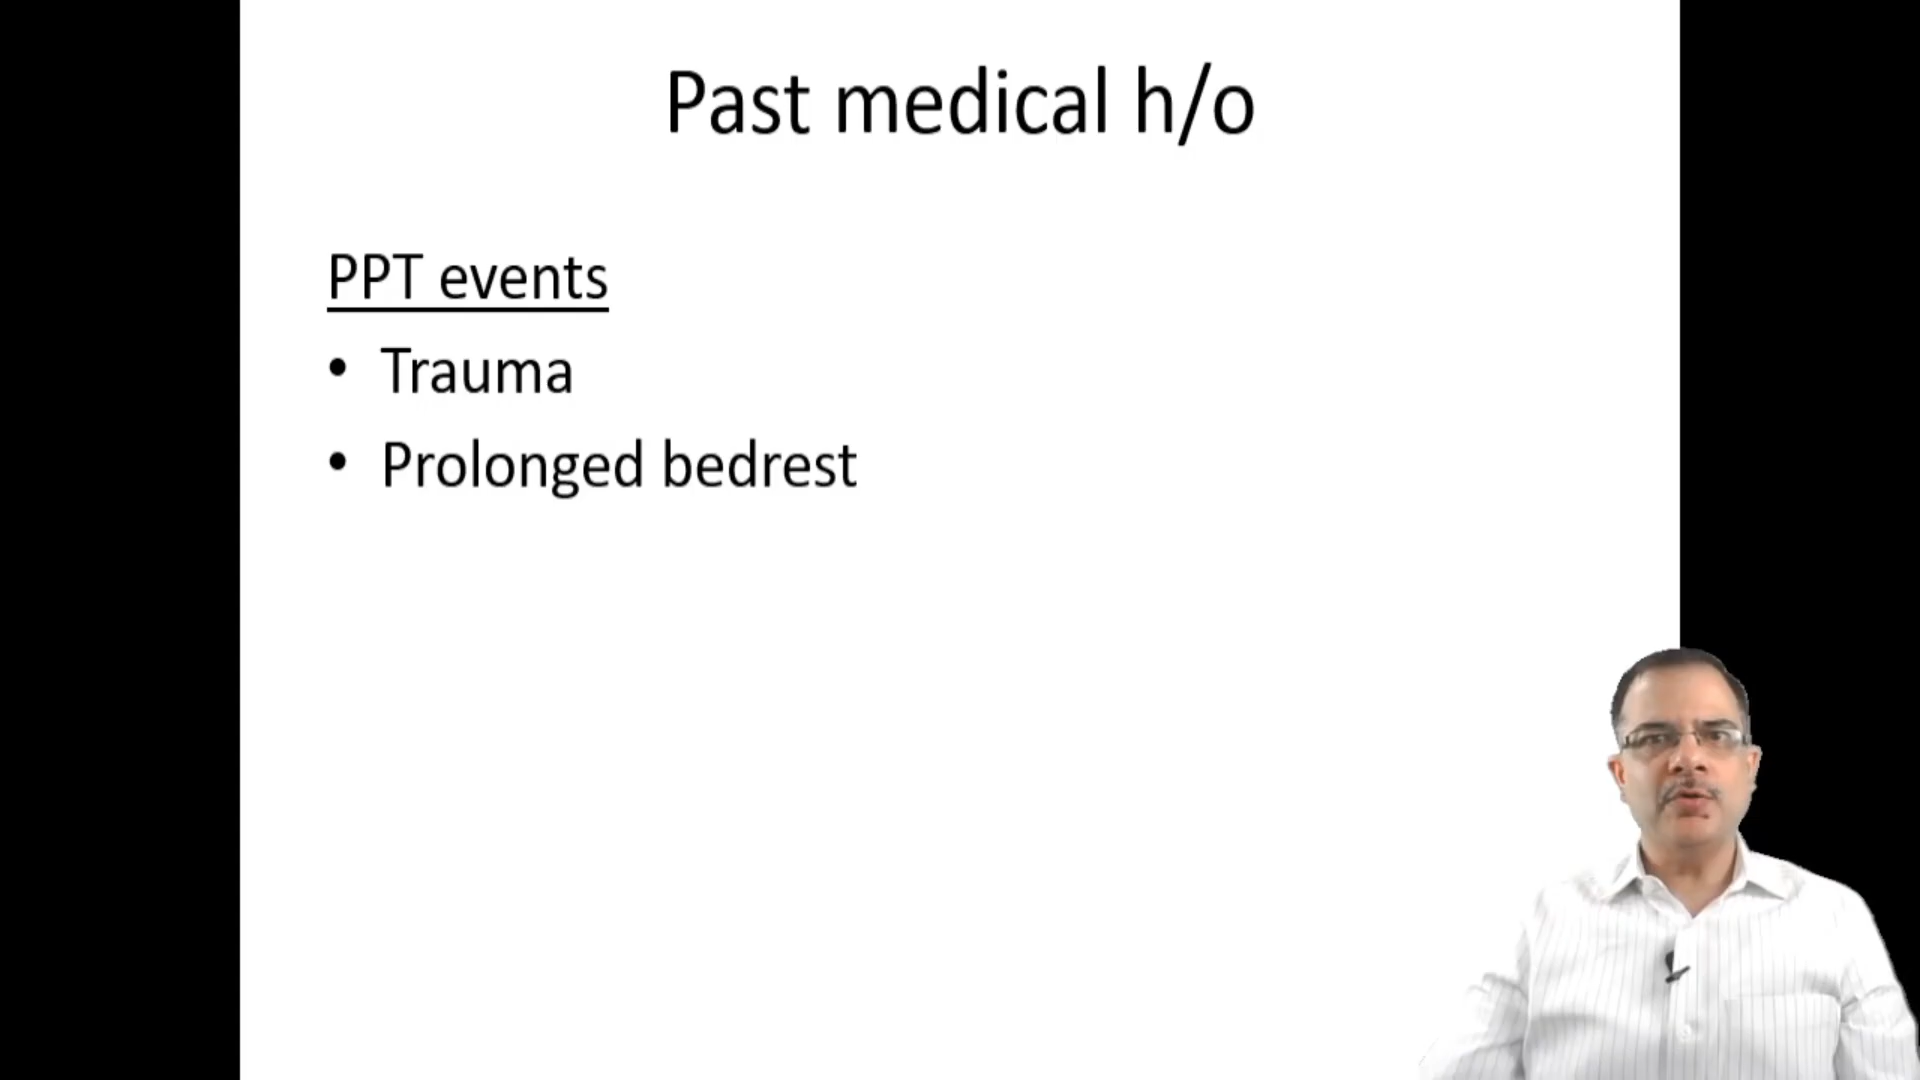 Past medical h/o
PPT events
• Trauma
• Prolonged bedrest